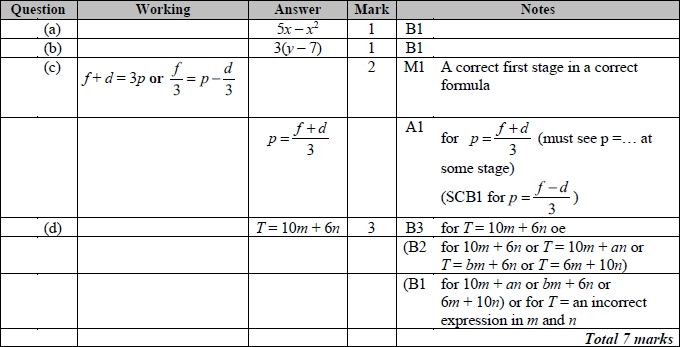 Question Working Answer Mark Notes
(a) 5x – x² 1 B1
(b) 3(y – 7) 1 B1
(c) f + d = 3p or f/3 = p – d/3 2 M1 A correct first stage in a correct
formula
p = (f + d)/3 A1 for p = (f + d)/3 (must see p =… at
some stage)
(SCB1 for p = (f – d)/3 )
(d) T = 10m + 6n 3 B3 for T = 10m + 6n oe
(B2 for 10m + 6n or T = 10m + an or
T = bm + 6n or T = 6m + 10n)
(B1 for 10m + an or bm + 6n or
6m + 10n) or for T = an incorrect
expression in m and n
Total 7 marks